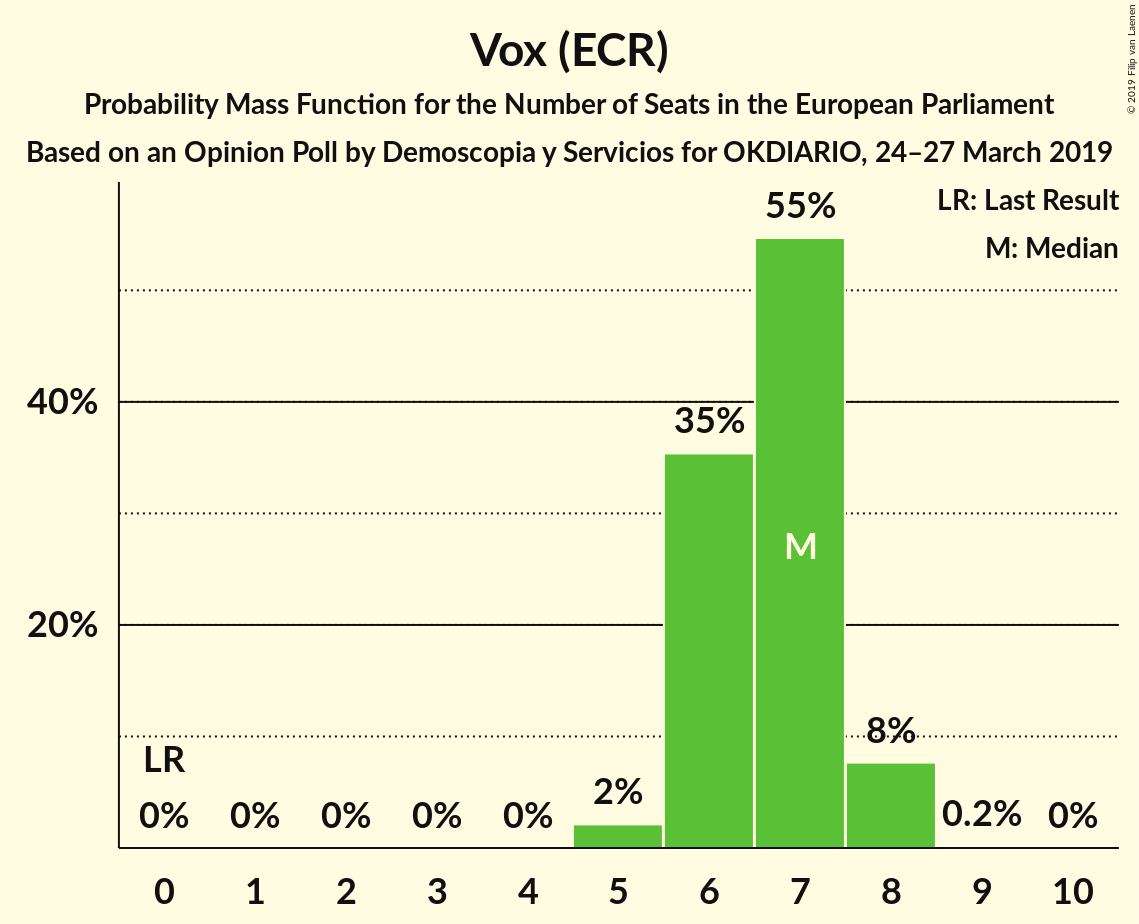 Vox (ECR)
Probability Mass Function for the Number of Seats in the European Parliament
Based on an Opinion Poll by Demoscopia y Servicios for OKDIARIO, 24–27 March 2019
© 2019 Filip van Laenen
LR: Last Result
M: Median
55%
40%
35%
M
20%
8%
LR
2%
0% 0% 0% 0% 0% 0.2% 0%
0 1 2 3 4 5 6 7 8 9 10